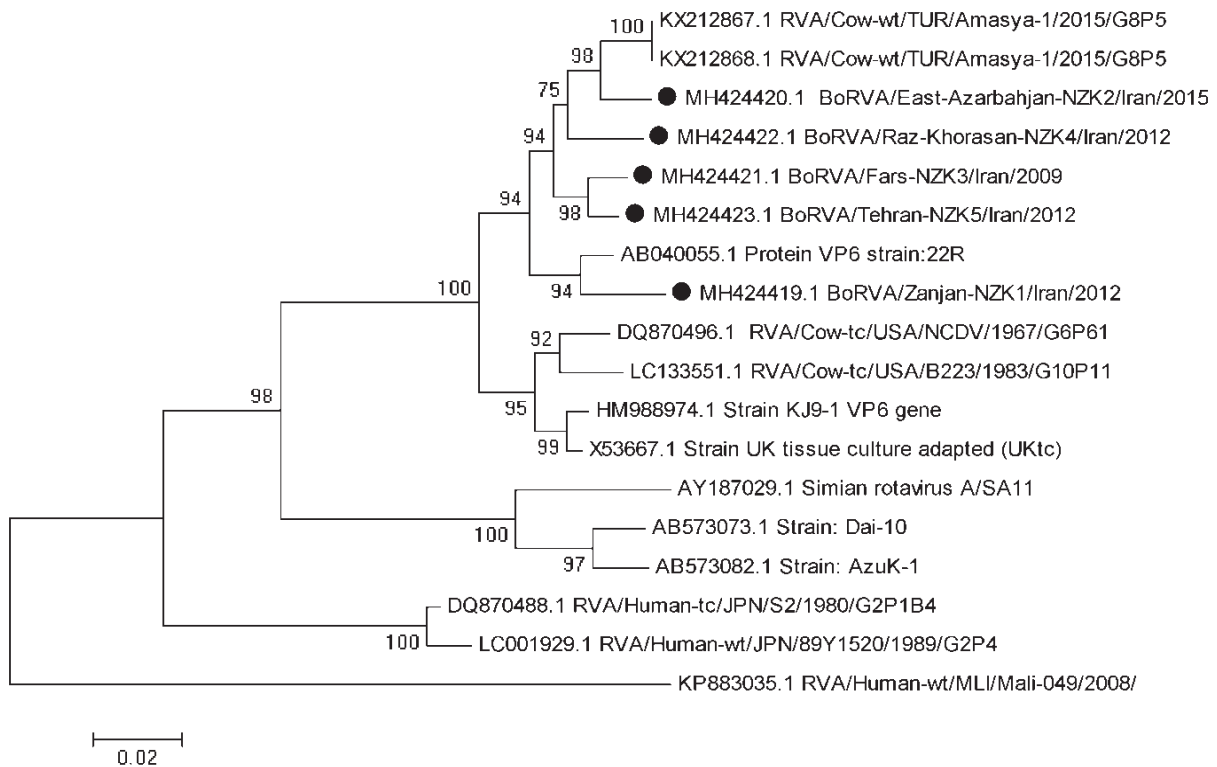 KX212867.1 RVA/Cow-wt/TUR/Amasya-1/2015/G8P5
100
KX212868.1 RVA/Cow-wt/TUR/Amasya-1/2015/G8P5
98
MH424420.1 BoRVA/East-Azarbahjan-NZK2/Iran/2015
75
MH424422.1 BoRVA/Raz-Khorasan-NZK4/Iran/2012
94
MH424421.1 BoRVA/Fars-NZK3/Iran/2009
94
98
MH424423.1 BoRVA/Tehran-NZK5/Iran/2012
AB040055.1 Protein VP6 strain:22R
100
94
MH424419.1 BoRVA/Zanjan-NZK1/Iran/2012
DQ870496.1 RVA/Cow-tc/USA/NCDV/1967/G6P61
92
LC133551.1 RVA/Cow-tc/USA/B223/1983/G10P11
98
95
HM988974.1 Strain KJ9-1 VP6 gene
99
X53667.1 Strain UK tissue culture adapted (UKtc)
AY187029.1 Simian rotavirus A/SA11
100
AB573073.1 Strain: Dai-10
97
AB573082.1 Strain: AzuK-1
DQ870488.1 RVA/Human-tc/JPN/S2/1980/G2P1B4
100
LC001929.1 RVA/Human-wt/JPN/89Y1520/1989/G2P4
KP883035.1 RVA/Human-wt/MLI/Mali-049/2008/
0.02